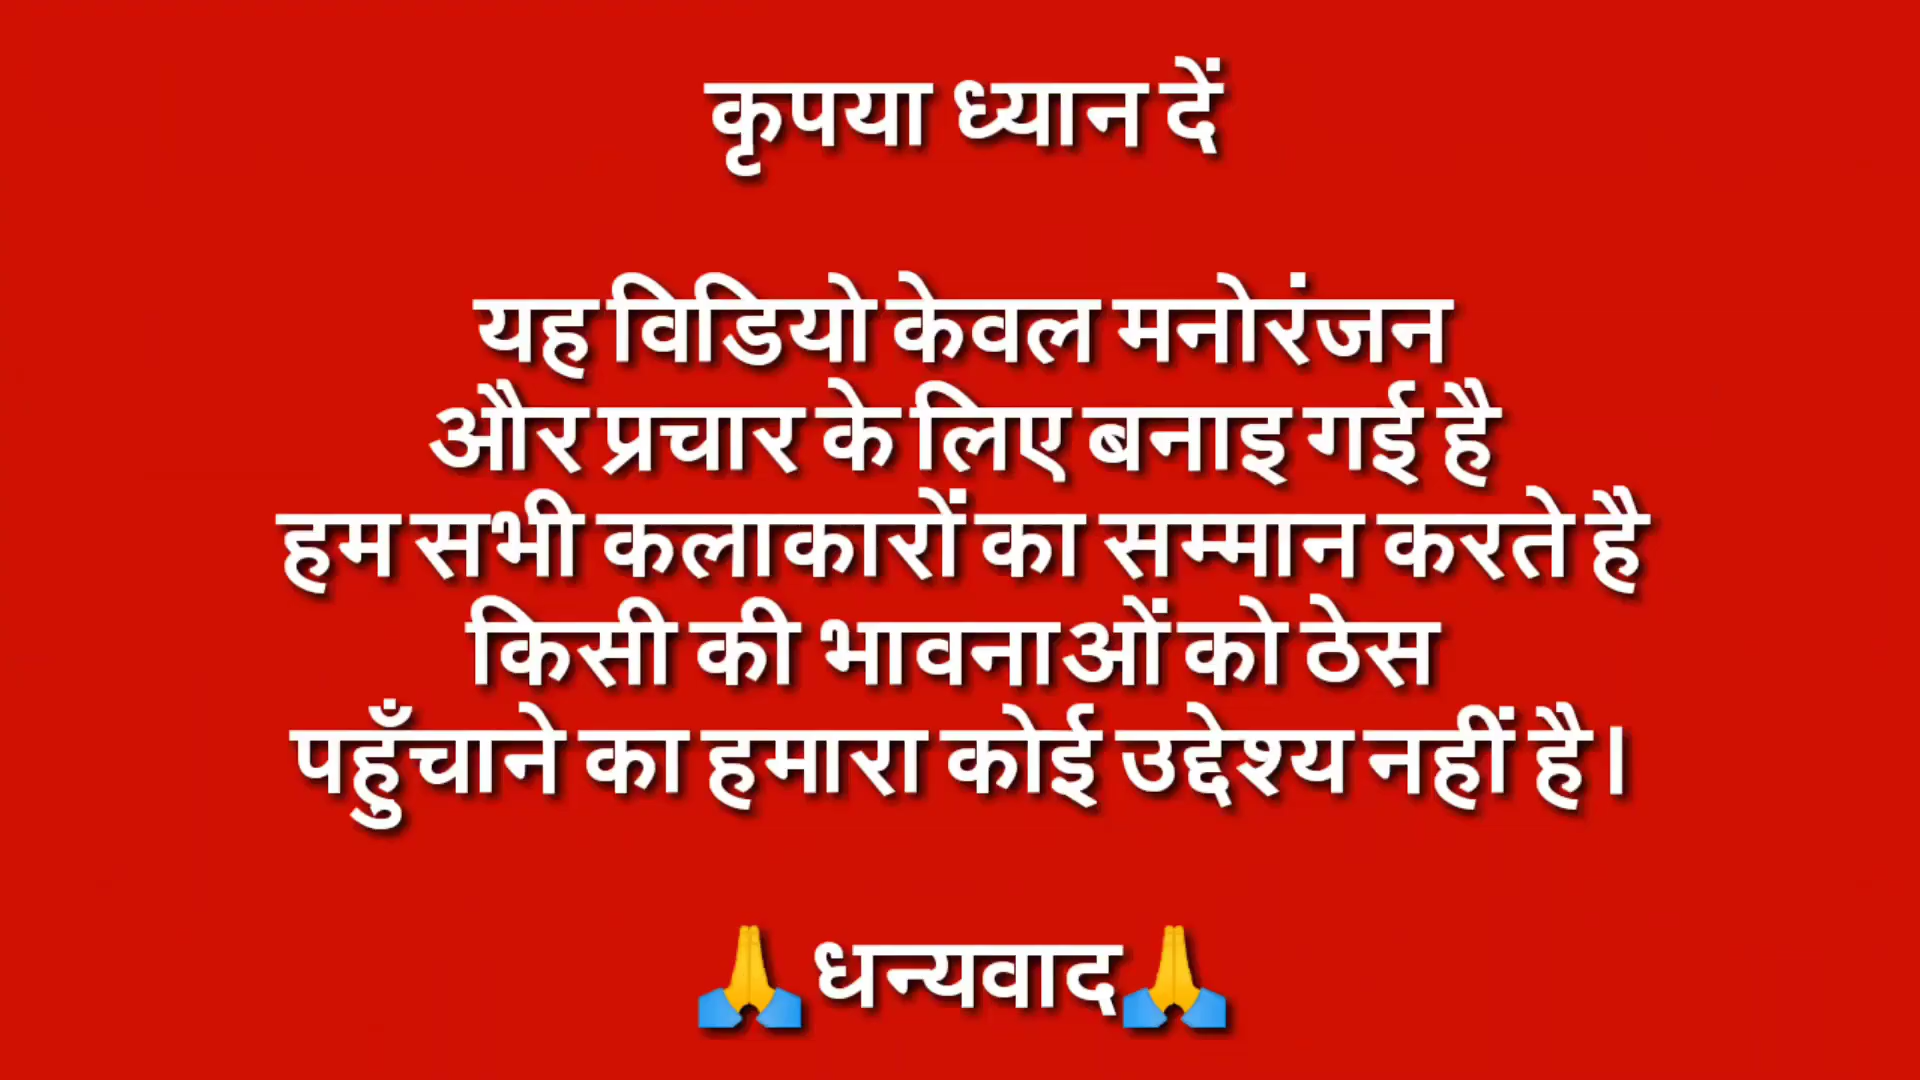 कृपया ध्यान दें
यह विडियो केवल मनोरंजन
और प्रचार के लिए बनाइ गई है
हम सभी कलाकारों का सम्मान करते है
किसी की भावनाओं को ठेस
पहुँचाने का हमारा कोई उद्देश्य नहीं है।
🙏धन्यवाद🙏